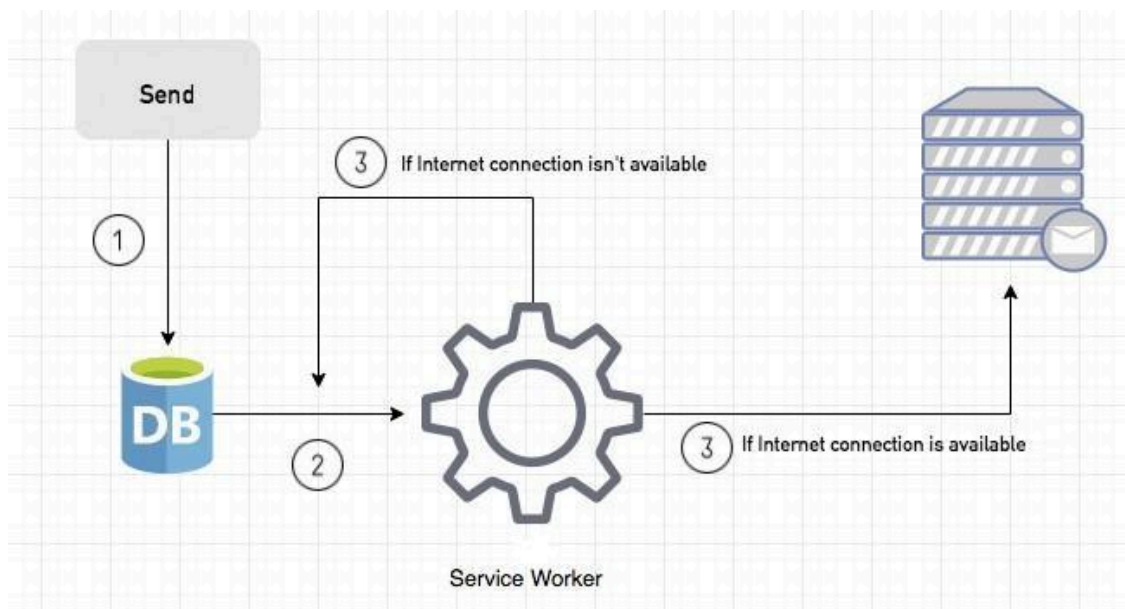 Send
3 If Internet connection isn't available
1
DB
2
3 If Internet connection is available
Service Worker